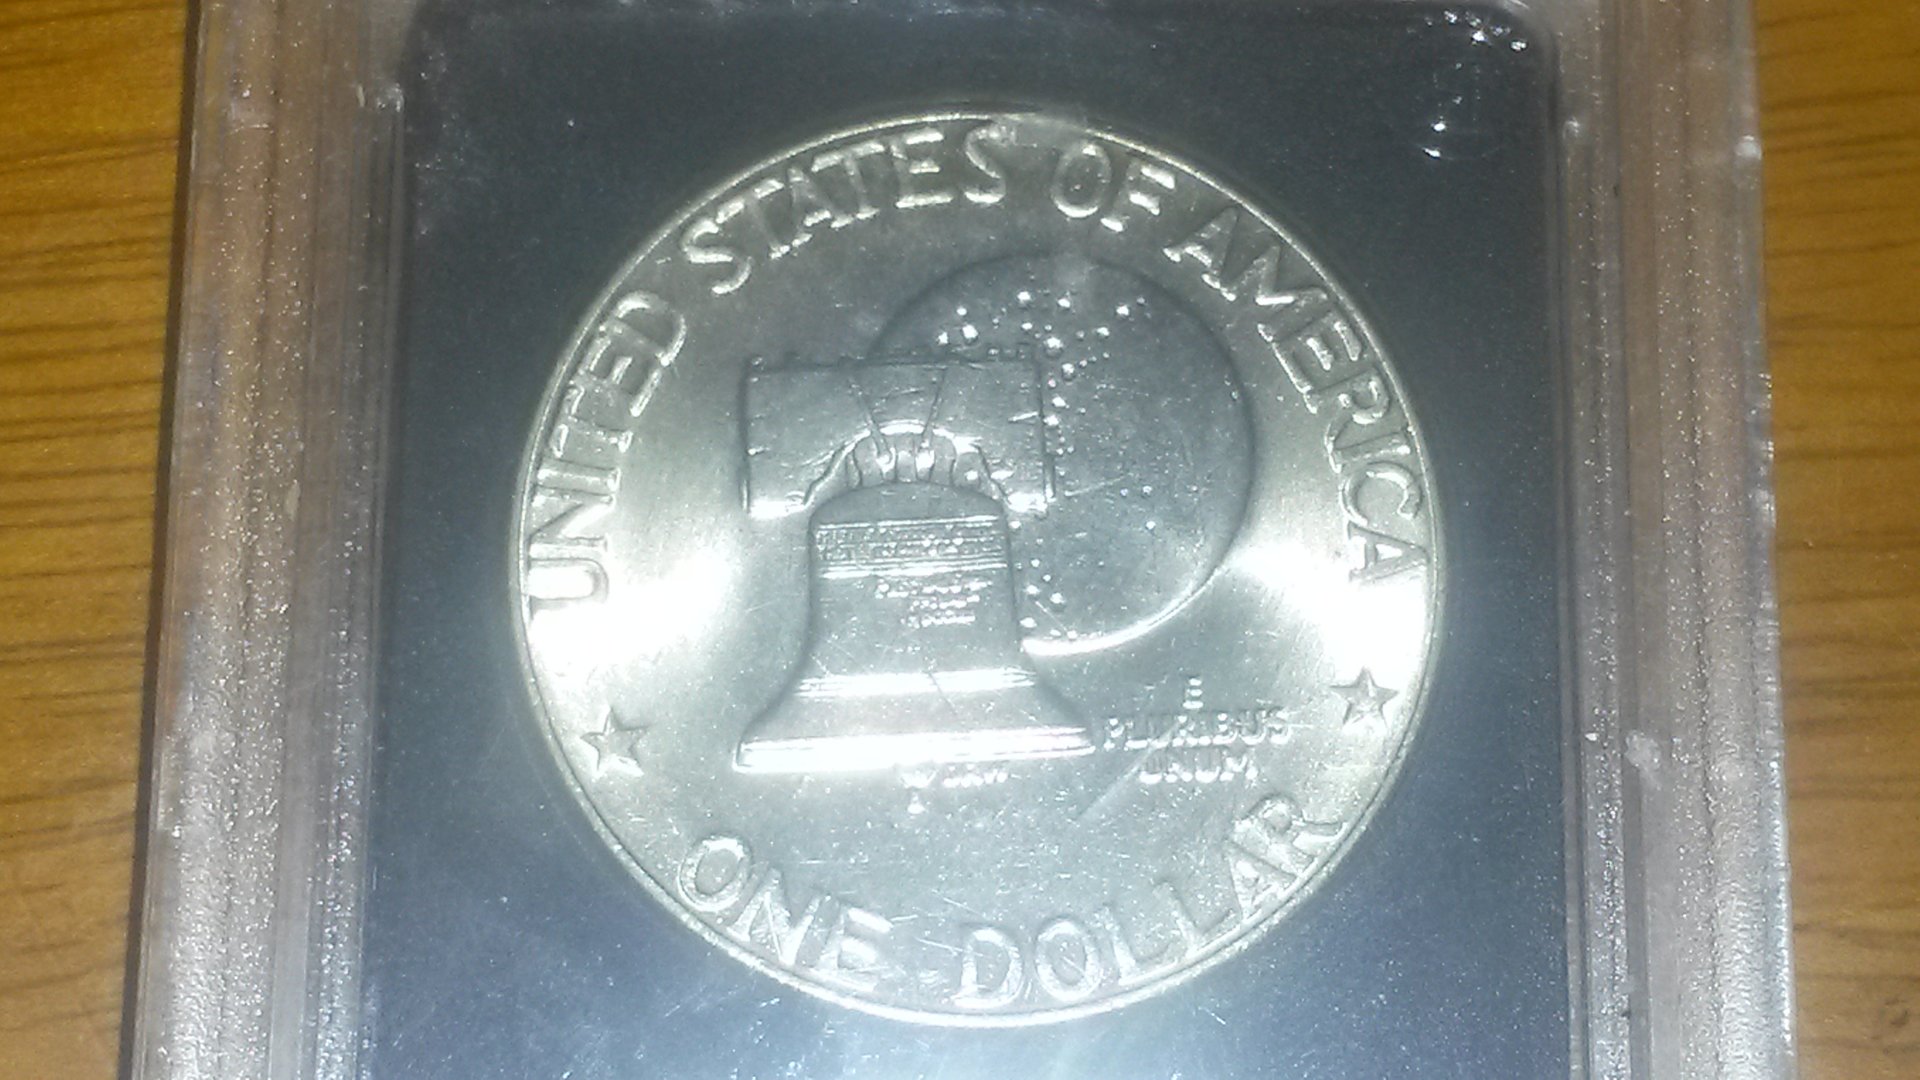 UNITED STATES OF AMERICA
E
PLURIBUS
UNUM
ONE DOLLAR